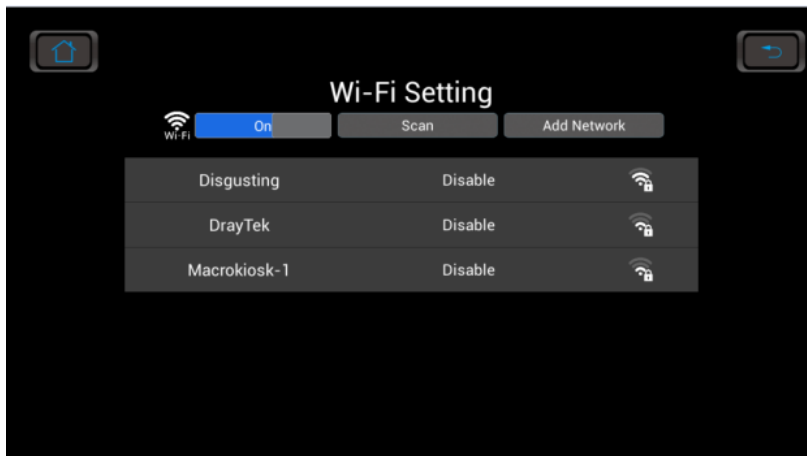 Wi-Fi Setting
Wi-Fi On Scan Add Network
Disgusting Disable
DrayTek Disable
Macrokiosk-1 Disable